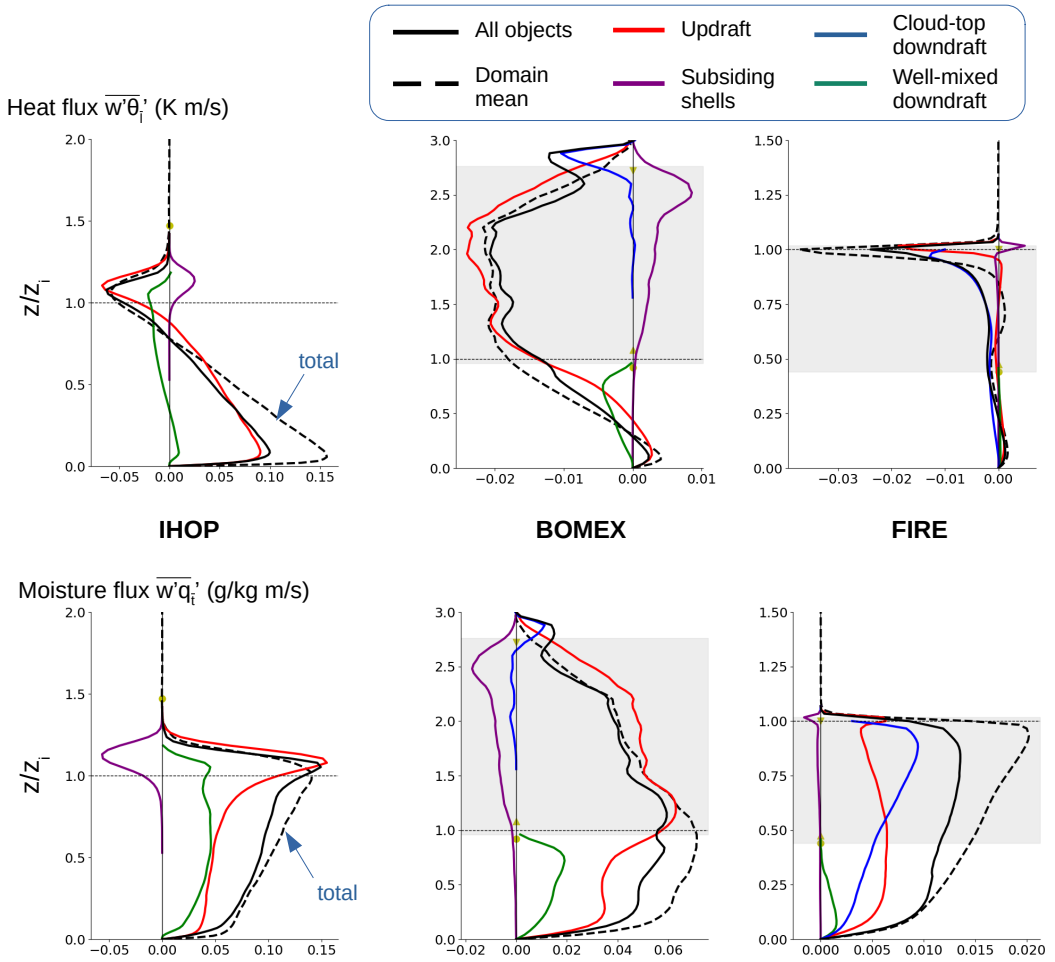 All objects
Updraft
Cloud-top
downdraft
Domain
mean
Subsiding
shells
Well-mixed
downdraft
Heat flux w'θī' (K m/s)
2.0
1.5
1.0
0.5
0.0
z/zi
total
−0.05 0.00 0.05 0.10 0.15
3.0
2.5
2.0
1.5
1.0
0.5
0.0
−0.02 −0.01 0.00 0.01
1.50
1.25
1.00
0.75
0.50
0.25
0.00
−0.03 −0.02 −0.01 0.00
IHOP
BOMEX
FIRE
Moisture flux w'qt̄' (g/kg m/s)
2.0
1.5
1.0
0.5
0.0
z/zi
total
−0.05 0.00 0.05 0.10 0.15
3.0
2.5
2.0
1.5
1.0
0.5
0.0
−0.02 0.00 0.02 0.04 0.06
1.50
1.25
1.00
0.75
0.50
0.25
0.00
0.000 0.005 0.010 0.015 0.020